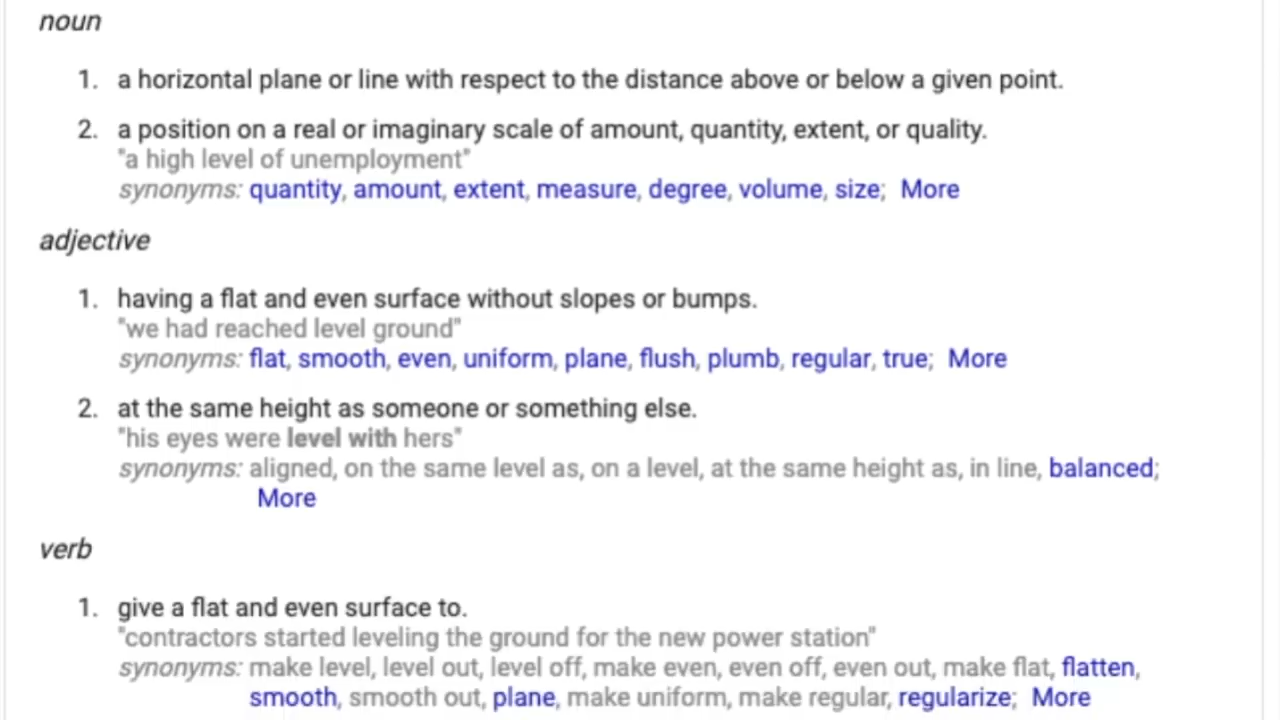 noun
1. a horizontal plane or line with respect to the distance above or below a given point.
2. a position on a real or imaginary scale of amount, quantity, extent, or quality.
"a high level of unemployment"
synonyms: quantity, amount, extent, measure, degree, volume, size; More
adjective
1. having a flat and even surface without slopes or bumps.
"we had reached level ground"
synonyms: flat, smooth, even, uniform, plane, flush, plumb, regular, true; More
2. at the same height as someone or something else.
"his eyes were level with hers"
synonyms: aligned, on the same level as, on a level, at the same height as, in line, balanced;
More
verb
1. give a flat and even surface to.
"contractors started leveling the ground for the new power station"
synonyms: make level, level out, level off, make even, even off, even out, make flat, flatten,
smooth, smooth out, plane, make uniform, make regular, regularize; More